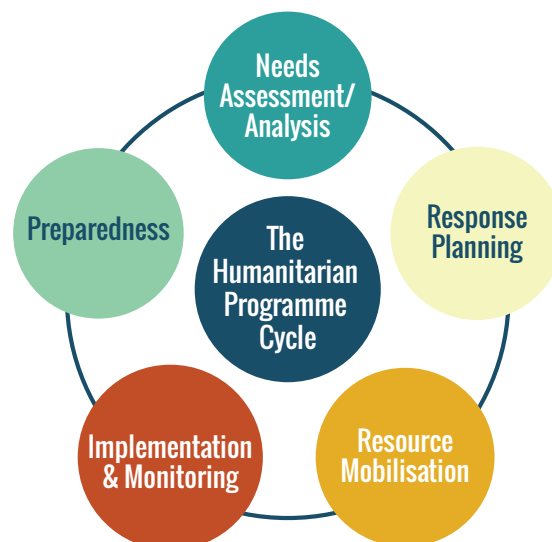 Needs
Assessment/
Analysis
Response
Planning
Resource
Mobilisation
Implementation
& Monitoring
Preparedness
The
Humanitarian
Programme
Cycle